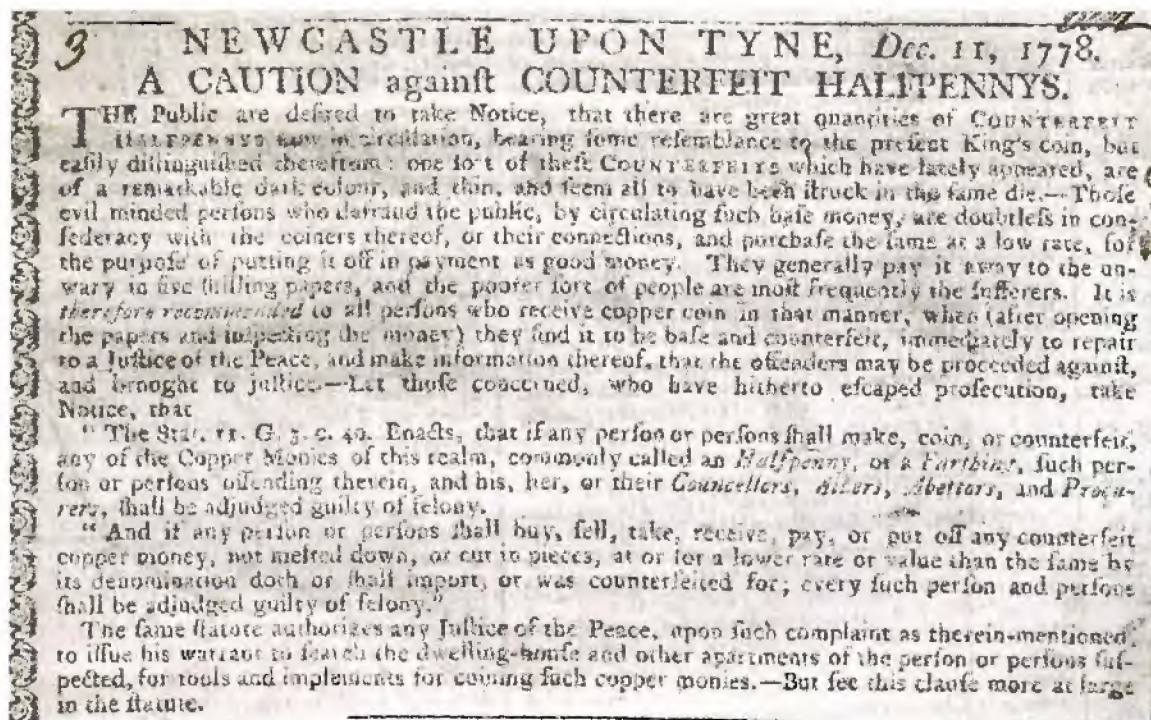 3
NEWCASTLE UPON TYNE, Dec. 11, 1778.
A CAUTION againſt COUNTERFEIT HALFPENNYS.
THE Public are deſired to take Notice, that there are great quantities of COUNTERFEIT
HALFPENNYS now in circulation, bearing ſome reſemblance to the preſent King's coin, but
eaſily diſtinguiſhed therefrom: one ſort of theſe COUNTERFEITS which have lately appeared, are
of a remarkable dark colour, and thin, and ſeem all to have been ſtruck in the ſame die.—Thoſe
evil minded perſons who defraud the public, by circulating ſuch baſe money, are doubtleſs in con-
federacy with the coiners thereof, or their connections, and purchaſe the ſame at a low rate, for
the purpoſe of putting it off in payment as good money. They generally pay it away to the un-
wary in five ſhilling papers, and the poorer ſort of people are moſt frequently the ſufferers. It is
therefore recommended to all perſons who receive copper coin in that manner, when (after opening
the papers and inſpecting the money) they find it to be baſe and counterfeit, immediately to repair
to a Juſtice of the Peace, and make information thereof, that the offenders may be proceeded againſt,
and brought to juſtice.—Let thoſe concerned, who have hitherto eſcaped proſecution, take
Notice, that
" The Stat. 11. G. 3. c. 40. Enacts, that if any perſon or perſons ſhall make, coin, or counterfeit,
any of the Copper Monies of this realm, commonly called an Halfpenny, or a Farthing, ſuch per-
ſon or perſons offending therein, and his, her, or their Councellors, Aiders, Abettors, and Procu-
rers, ſhall be adjudged guilty of felony.
" And if any perſon or perſons ſhall buy, ſell, take, receive, pay, or put off any counterfeit
copper money, not melted down, or cut in pieces, at or for a lower rate or value than the ſame by
its denomination doth or ſhall import, or was counterfeited for; every ſuch perſon and perſons
ſhall be adjudged guilty of felony."
The ſame ſtatute authorizes any Juſtice of the Peace, upon ſuch complaint as therein-mentioned,
to iſſue his warrant to ſearch the dwelling-houſe and other apartments of the perſon or perſons ſuſ-
pected, for tools and implements for coining ſuch copper monies.—But ſee this clauſe more at large
in the ſtatute.